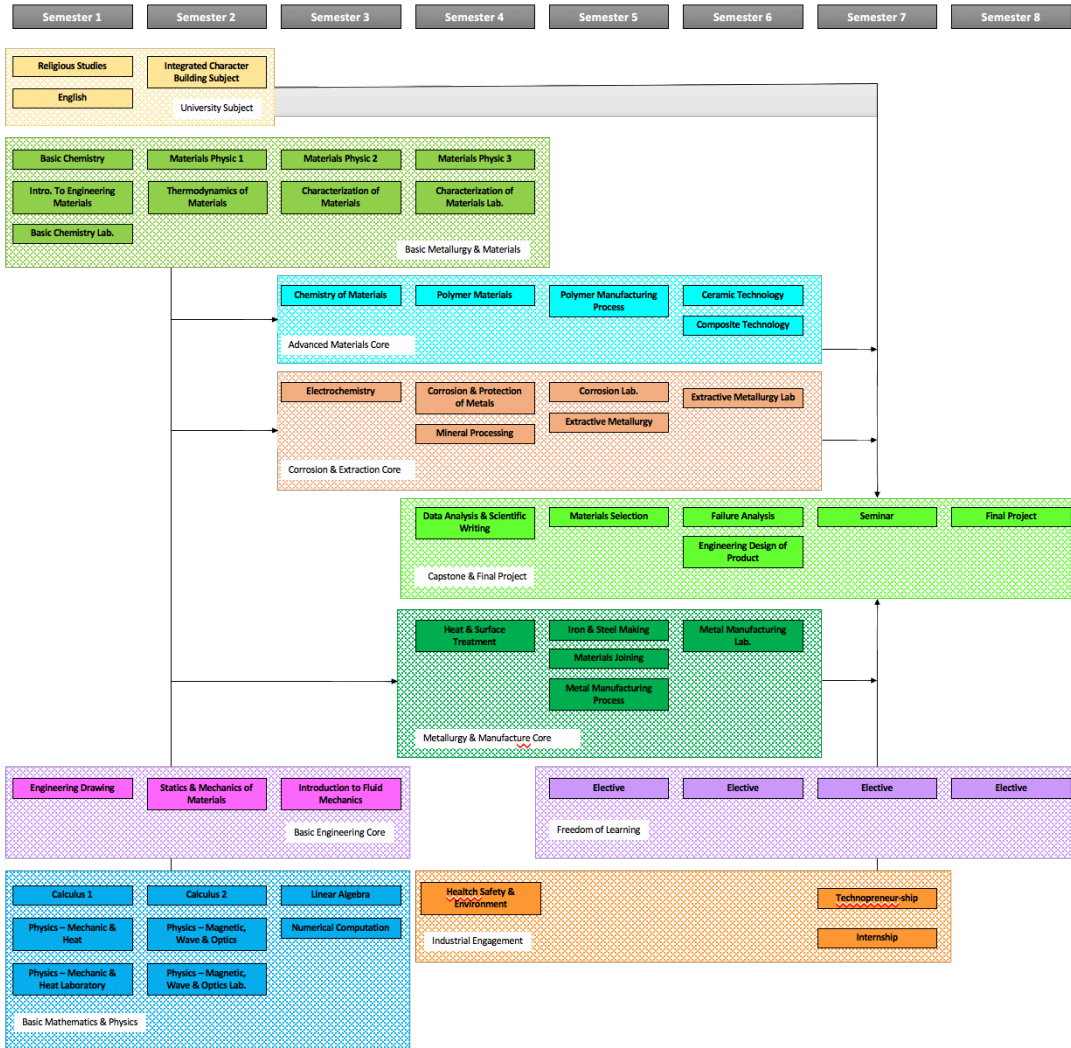 Semester 1
Semester 2
Semester 3
Semester 4
Semester 5
Semester 6
Semester 7
Semester 8
Religious Studies
English
Integrated Character
Building Subject
University Subject
Basic Chemistry
Materials Physic 1
Materials Physic 2
Materials Physic 3
Intro. To Engineering
Materials
Thermodynamics of
Materials
Characterization of
Materials
Characterization of
Materials Lab.
Basic Chemistry Lab.
Basic Metallurgy & Materials
Chemistry of Materials
Polymer Materials
Polymer Manufacturing
Process
Ceramic Technology
Composite Technology
Advanced Materials Core
Electrochemistry
Corrosion & Protection
of Metals
Corrosion Lab.
Extractive Metallurgy Lab
Mineral Processing
Extractive Metallurgy
Corrosion & Extraction Core
Data Analysis & Scientific
Writing
Materials Selection
Failure Analysis
Seminar
Final Project
Engineering Design of
Product
Capstone & Final Project
Heat & Surface
Treatment
Iron & Steel Making
Metal Manufacturing
Lab.
Materials Joining
Metal Manufacturing
Process
Metallurgy & Manufacture Core
Engineering Drawing
Statics & Mechanics of
Materials
Introduction to Fluid
Mechanics
Basic Engineering Core
Elective
Elective
Elective
Elective
Freedom of Learning
Calculus 1
Calculus 2
Linear Algebra
Physics – Mechanic &
Heat
Physics – Magnetic,
Wave & Optics
Numerical Computation
Physics – Mechanic &
Heat Laboratory
Physics – Magnetic,
Wave & Optics Lab.
Basic Mathematics & Physics
Healtch Safety &
Environment
Technopreneur-ship
Internship
Industrial Engagement